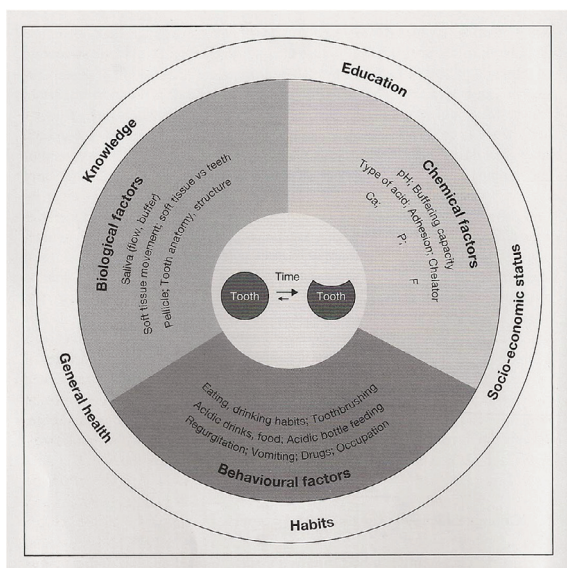 Education
Knowledge
Socio-economic status
General health
Habits
Biological factors
Saliva (flow, buffer)
Soft tissue movement; soft tissue vs teeth
Pellicle; Tooth anatomy, structure
Chemical factors
pH; Buffering capacity
Type of acid; Adhesion; Chelator
Ca; P; F
Time
Tooth
Tooth
Eating, drinking habits; Toothbrushing
Acidic drinks, food; Acidic bottle feeding
Regurgitation; Vomiting; Drugs; Occupation
Behavioural factors